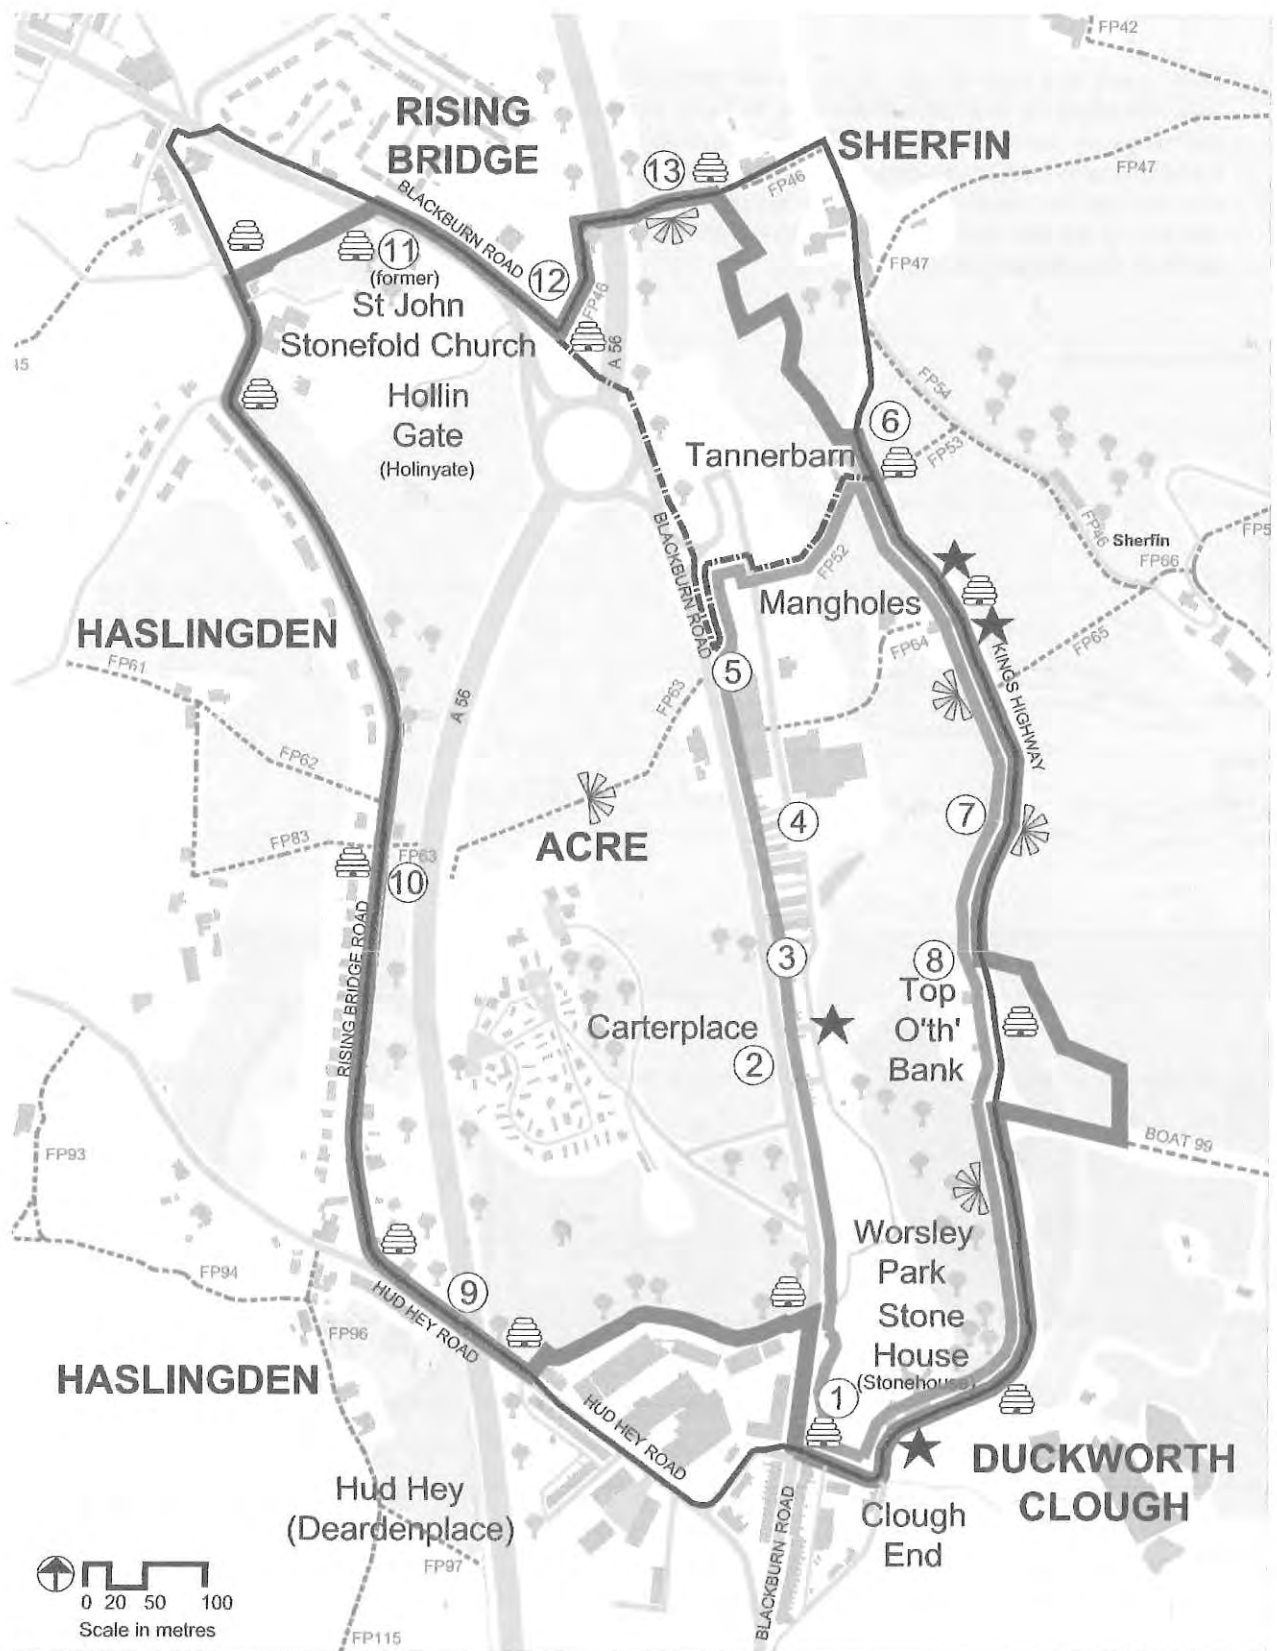 FP42
RISING
BRIDGE
SHERFIN
13
FP46
FP47
BLACKBURN ROAD
11
(former)
St John
Stonefold Church
12
FP46
FP47
A 56
Hollin
Gate
(Holinyate)
FP54
6
Tannerbarn
FP53
BLACKBURN ROAD
FP46
Sherfin
FP66
FP52
Mangholes
HASLINGDEN
FP61
FP64
FP65
KINGS HIGHWAY
5
FP63
A 56
FP62
7
4
ACRE
FP83
FP63
10
RISING BRIDGE ROAD
3
8
Top
O'th'
Bank
Carterplace
2
BOAT 99
FP93
Worsley
Park
FP94
9
HUD HEY ROAD
FP96
Stone
House
(Stonehouse)
HASLINGDEN
1
HUD HEY ROAD
DUCKWORTH
CLOUGH
Hud Hey
(Deardenplace)
BLACKBURN ROAD
Clough
End
FP97
0 20 50 100
Scale in metres
FP115